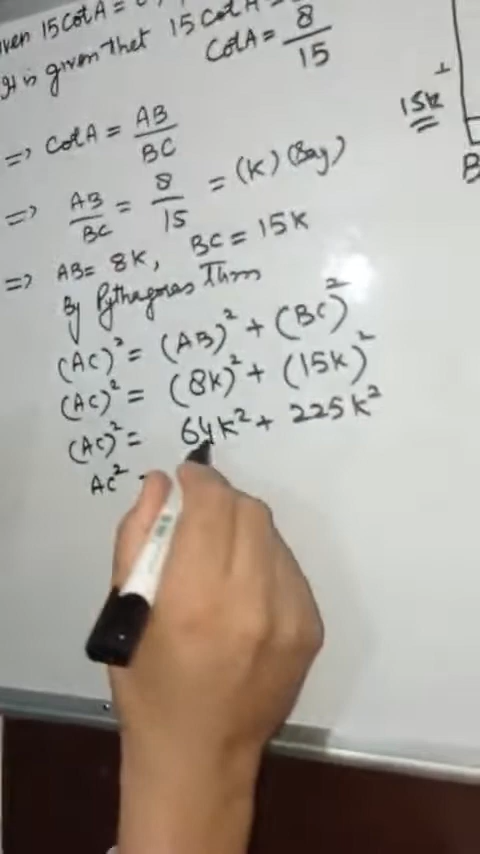 ven 15 Cot A =
It is given that 15 Cot A =
Cot A = 8/15
=> Cot A = AB/BC
=> AB/BC = 8/15 = (K) (Say)
=> AB = 8K, BC = 15K
By Pythagoras Thm
(AC)² = (AB)² + (BC)²
(AC)² = (8K)² + (15K)²
(AC)² = 64K² + 225K²
AC²
15K
B